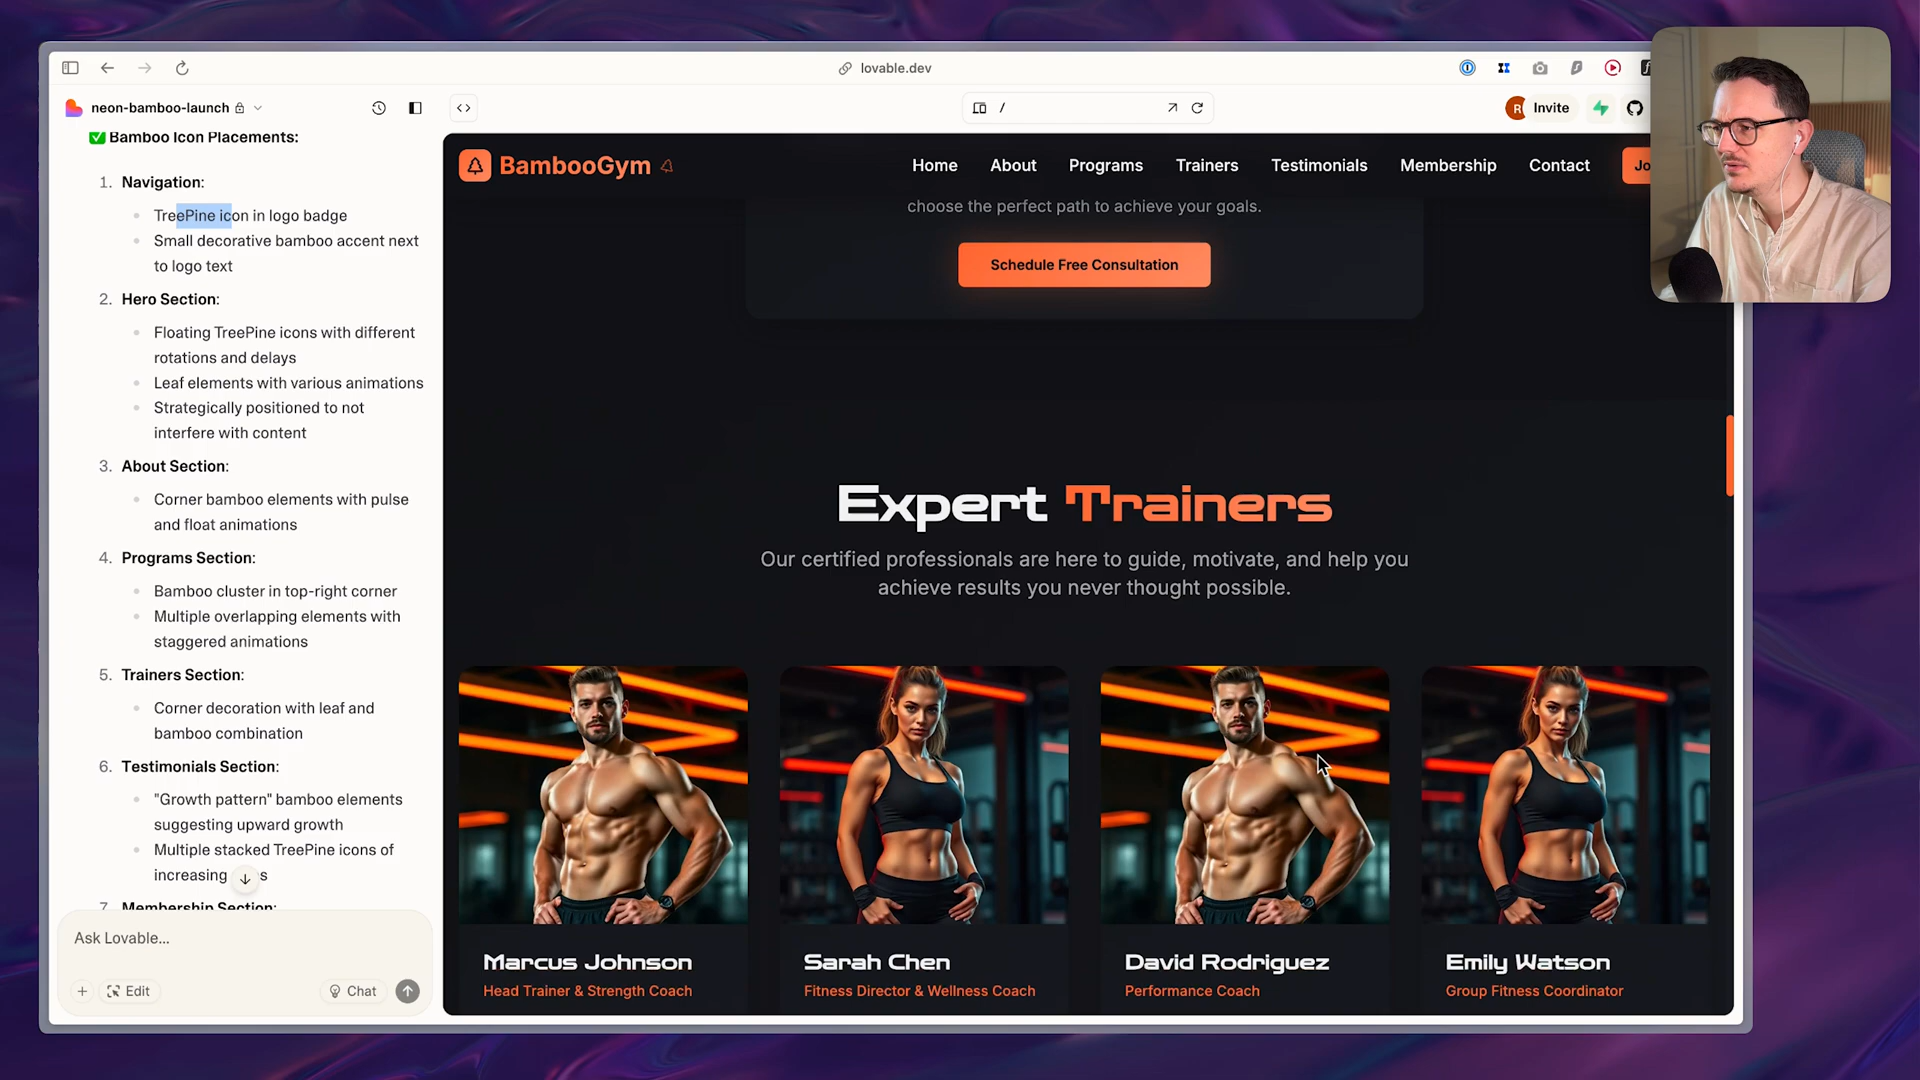 lovable.dev
neon-bamboo-launch
/
R
Invite
✅ Bamboo Icon Placements:
1. Navigation:
TreePine icon in logo badge
Small decorative bamboo accent next
to logo text
2. Hero Section:
Floating TreePine icons with different
rotations and delays
Leaf elements with various animations
Strategically positioned to not
interfere with content
3. About Section:
Corner bamboo elements with pulse
and float animations
4. Programs Section:
Bamboo cluster in top-right corner
Multiple overlapping elements with
staggered animations
5. Trainers Section:
Corner decoration with leaf and
bamboo combination
6. Testimonials Section:
"Growth pattern" bamboo elements
suggesting upward growth
Multiple stacked TreePine icons of
increasing s
7. Membership Section:
Ask Lovable...
Edit
Chat
BambooGym
Home
About
Programs
Trainers
Testimonials
Membership
Contact
Jo
choose the perfect path to achieve your goals.
Schedule Free Consultation
Expert Trainers
Our certified professionals are here to guide, motivate, and help you
achieve results you never thought possible.
Marcus Johnson
Head Trainer & Strength Coach
Sarah Chen
Fitness Director & Wellness Coach
David Rodriguez
Performance Coach
Emily Watson
Group Fitness Coordinator